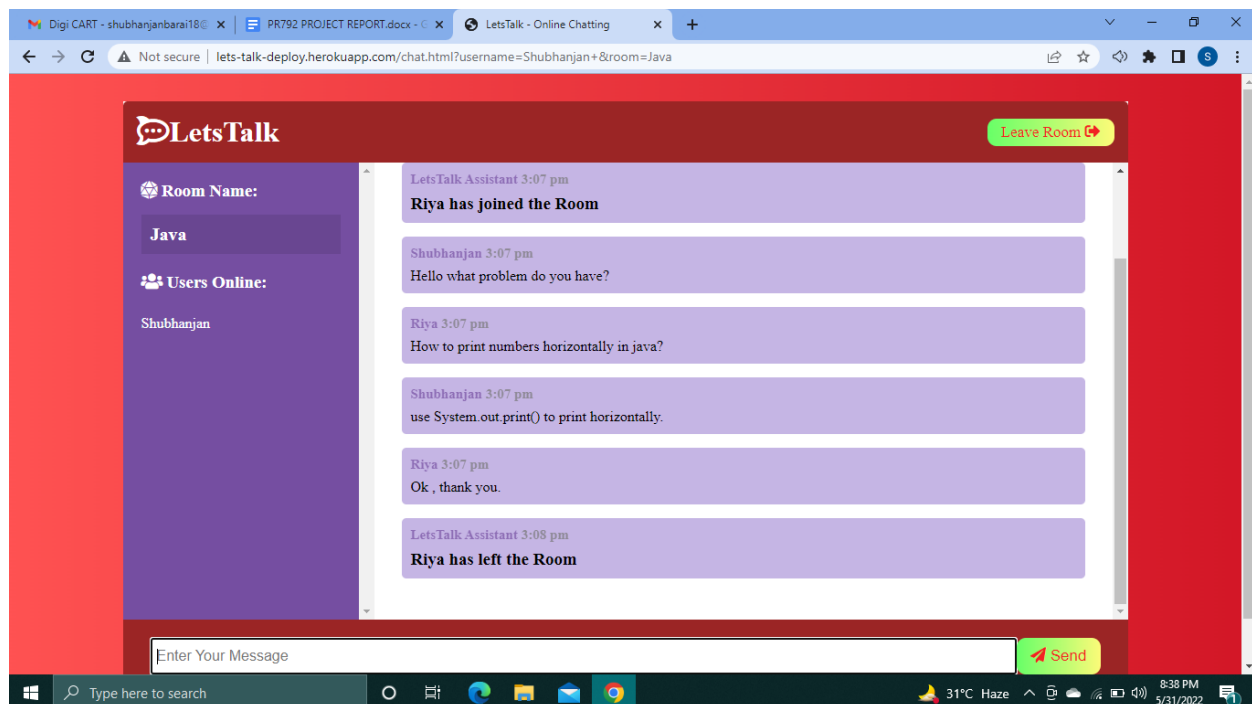 Digi CART - shubhanjanbarai18@
PR792 PROJECT REPORT.docx - G
LetsTalk - Online Chatting
Not secure | lets-talk-deploy.herokuapp.com/chat.html?username=Shubhanjan+&room=Java
S
LetsTalk
Leave Room
Room Name:
Java
Users Online:
Shubhanjan
LetsTalk Assistant 3:07 pm
Riya has joined the Room
Shubhanjan 3:07 pm
Hello what problem do you have?
Riya 3:07 pm
How to print numbers horizontally in java?
Shubhanjan 3:07 pm
use System.out.print() to print horizontally.
Riya 3:07 pm
Ok , thank you.
LetsTalk Assistant 3:08 pm
Riya has left the Room
Enter Your Message
Send
Type here to search
31°C Haze
8:38 PM
5/31/2022
1